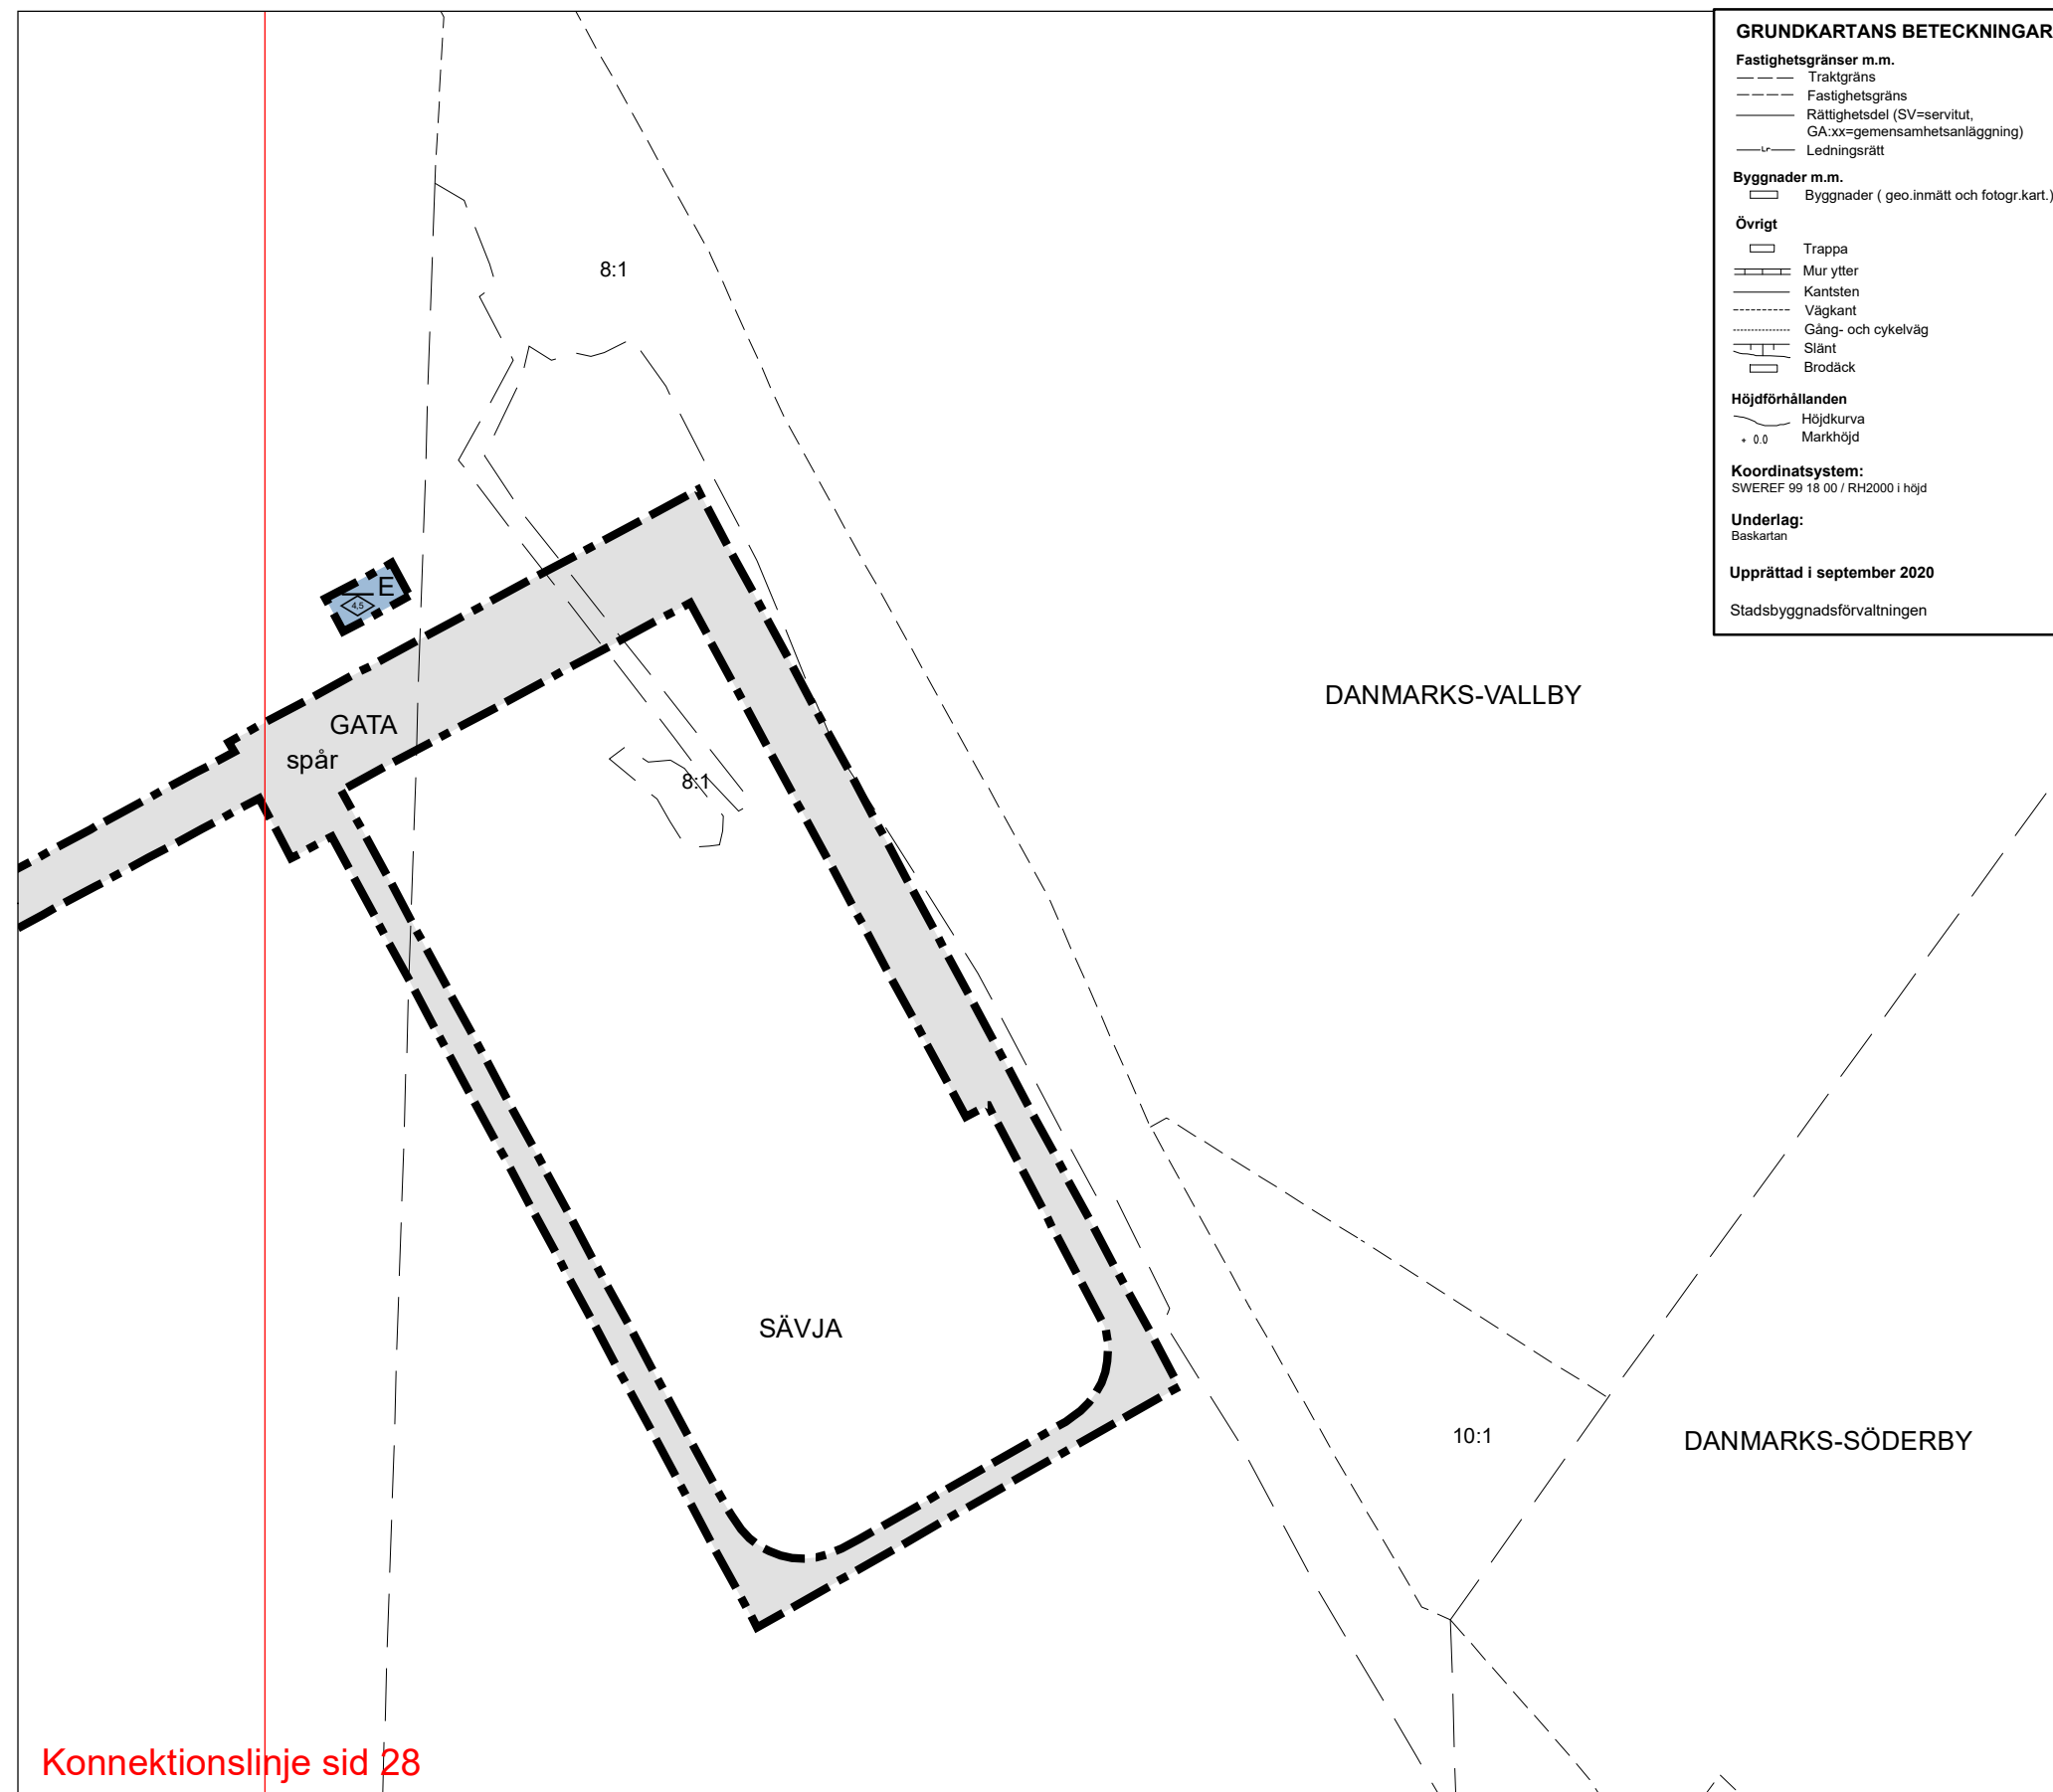 GRUNDKARTANS BETECKNINGAR
Fastighetsgränser m.m.
Traktgräns
Fastighetsgräns
Rättighetsdel (SV=servitut,
GA:xx=gemensamhetsanläggning)
Lr
Ledningsrätt
Byggnader m.m.
Byggnader ( geo.inmätt och fotogr.kart.)
Övrigt
Trappa
Mur ytter
Kantsten
Vägkant
Gång- och cykelväg
Slänt
Brodäck
Höjdförhållanden
Höjdkurva
0.0 Markhöjd
Koordinatsystem:
SWEREF 99 18 00 / RH2000 i höjd
Underlag:
Baskartan
Upprättad i september 2020
Stadsbyggnadsförvaltningen
8:1
E
4,5
DANMARKS-VALLBY
GATA
spår
8:1
SÄVJA
10:1
DANMARKS-SÖDERBY
Konnektionslinje sid 28